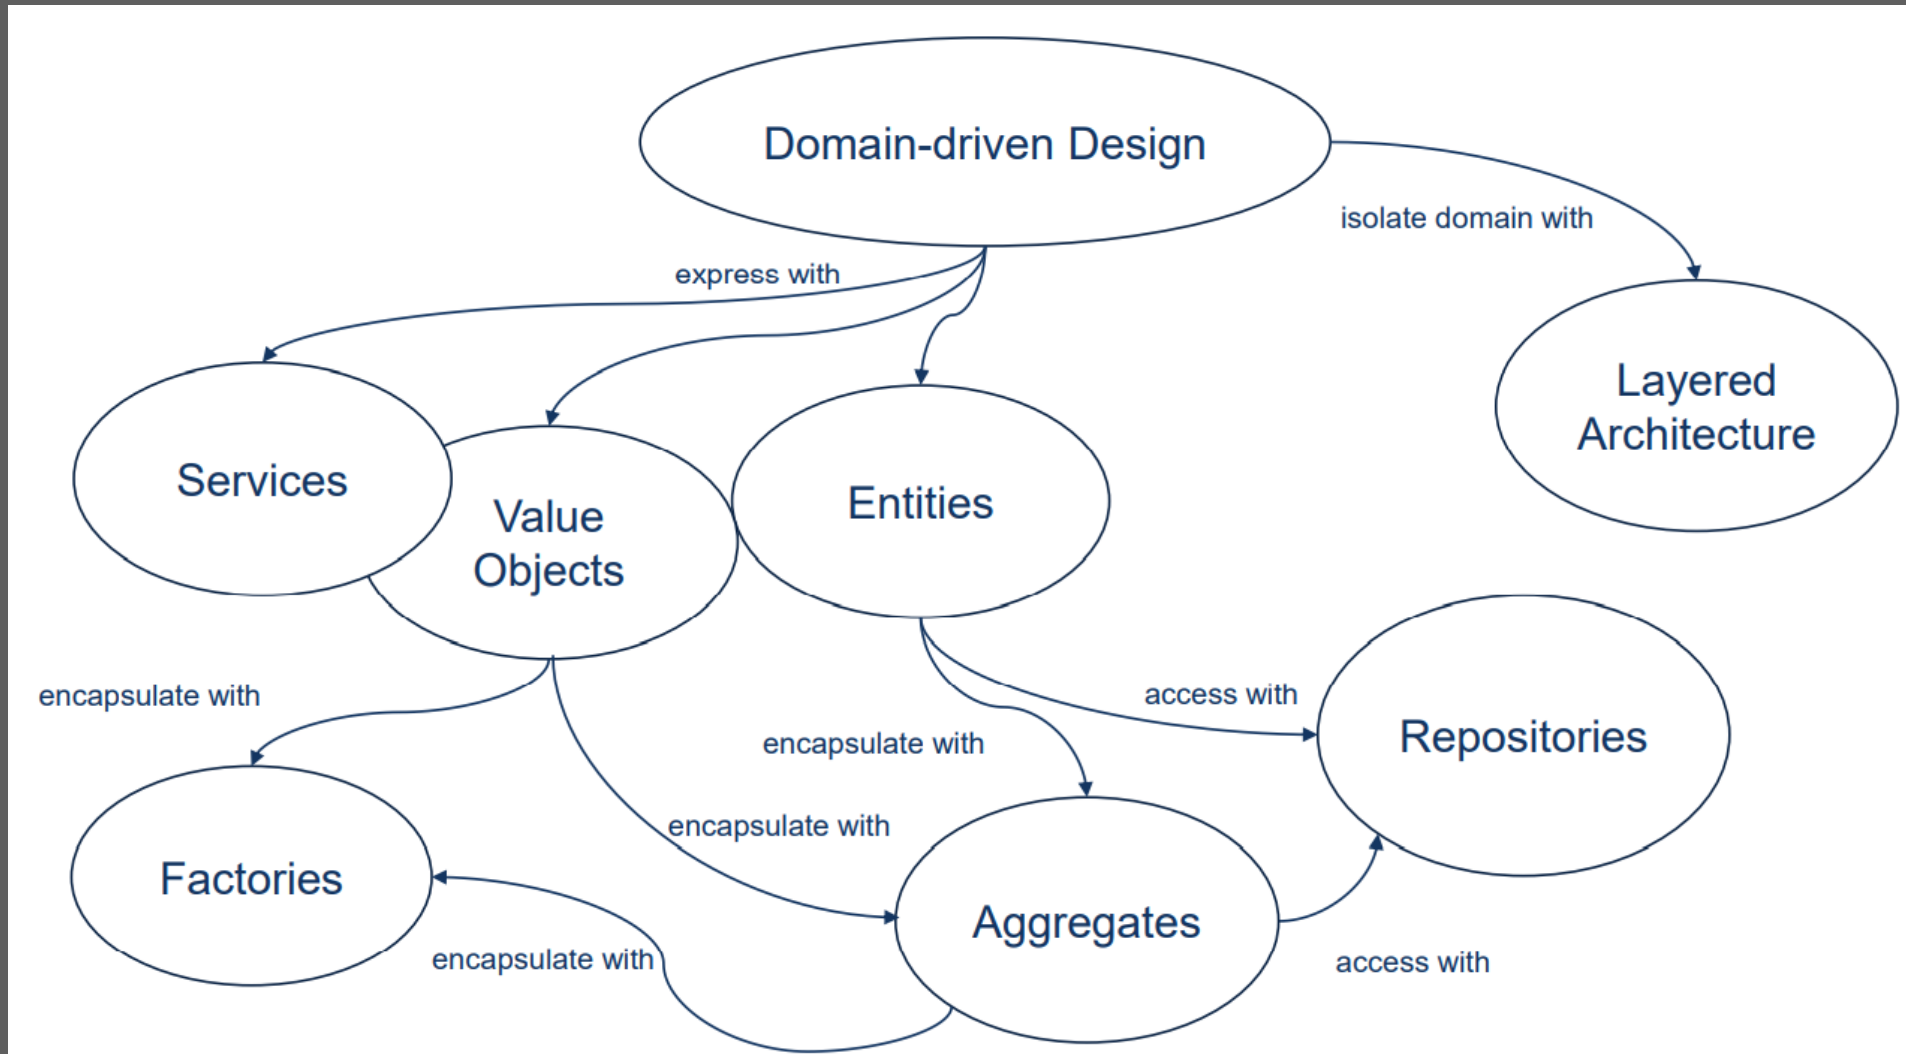 Domain-driven Design
isolate domain with
express with
Layered
Architecture
Services
Value
Objects
Entities
encapsulate with
access with
encapsulate with
Repositories
encapsulate with
Factories
Aggregates
encapsulate with
access with